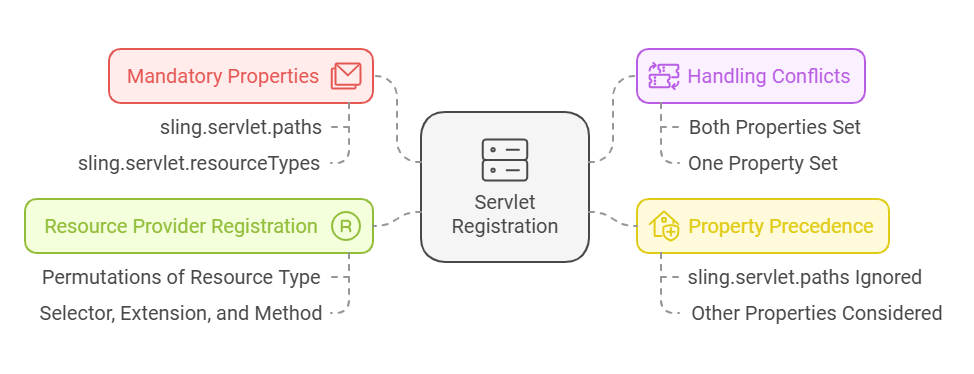 Mandatory Properties
sling.servlet.paths
sling.servlet.resourceTypes
Resource Provider Registration
R
Permutations of Resource Type
Selector, Extension, and Method
Servlet
Registration
Handling Conflicts
Both Properties Set
One Property Set
Property Precedence
sling.servlet.paths Ignored
Other Properties Considered